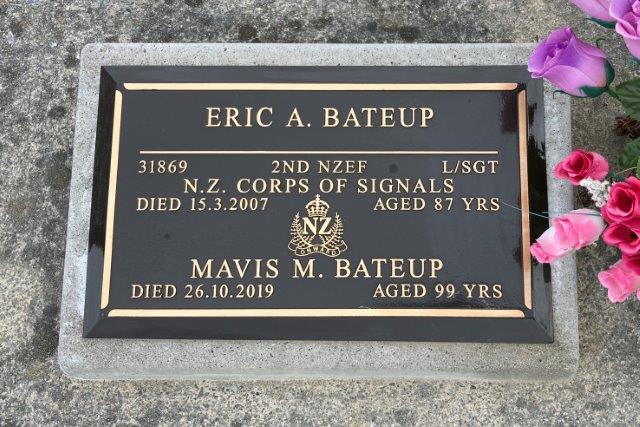 ERIC A. BATEUP
31869 2ND NZEF L/SGT
N.Z. CORPS OF SIGNALS
DIED 15.3.2007 AGED 87 YRS
NZ
ONWARD
MAVIS M. BATEUP
DIED 26.10.2019 AGED 99 YRS